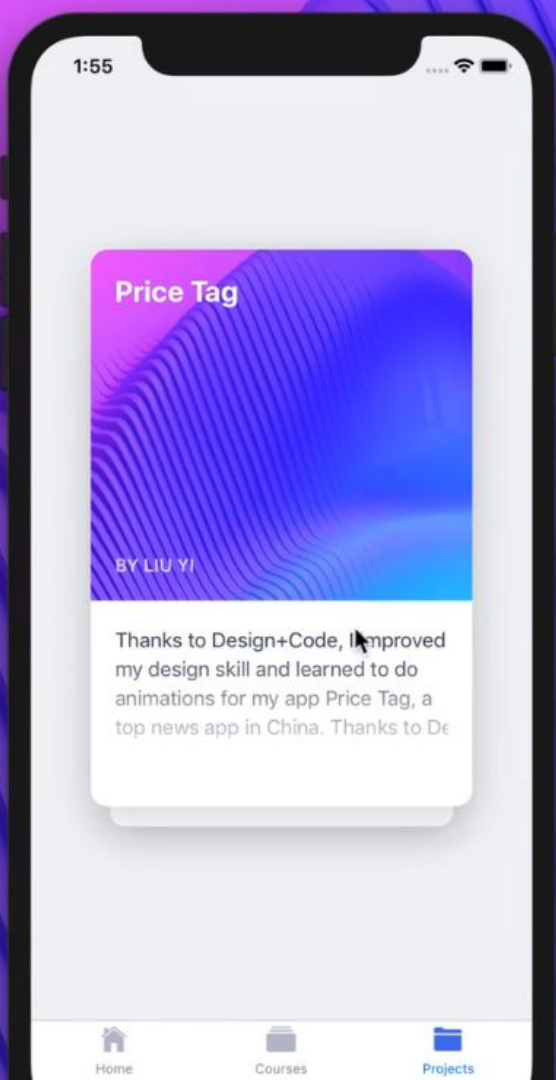 1:55
Price Tag
BY LIU YI
Thanks to Design+Code, I improved
my design skill and learned to do
animations for my app Price Tag, a
top news app in China. Thanks to De
Home
Courses
Projects